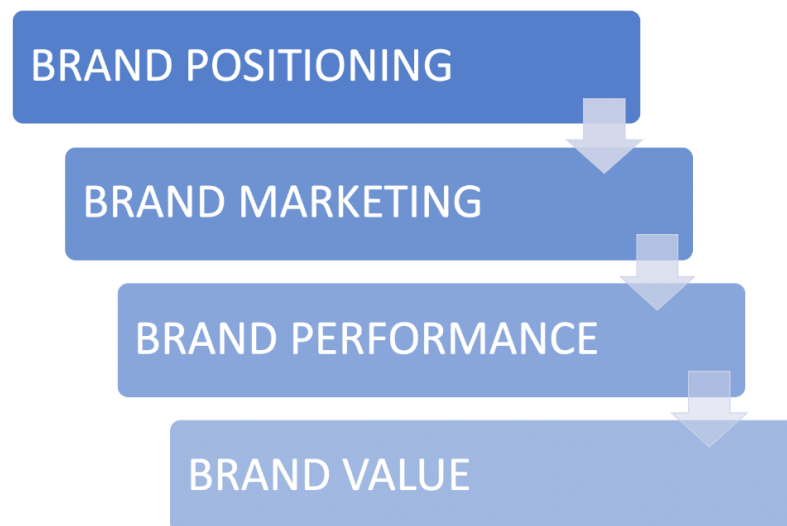 BRAND POSITIONING
BRAND MARKETING
BRAND PERFORMANCE
BRAND VALUE